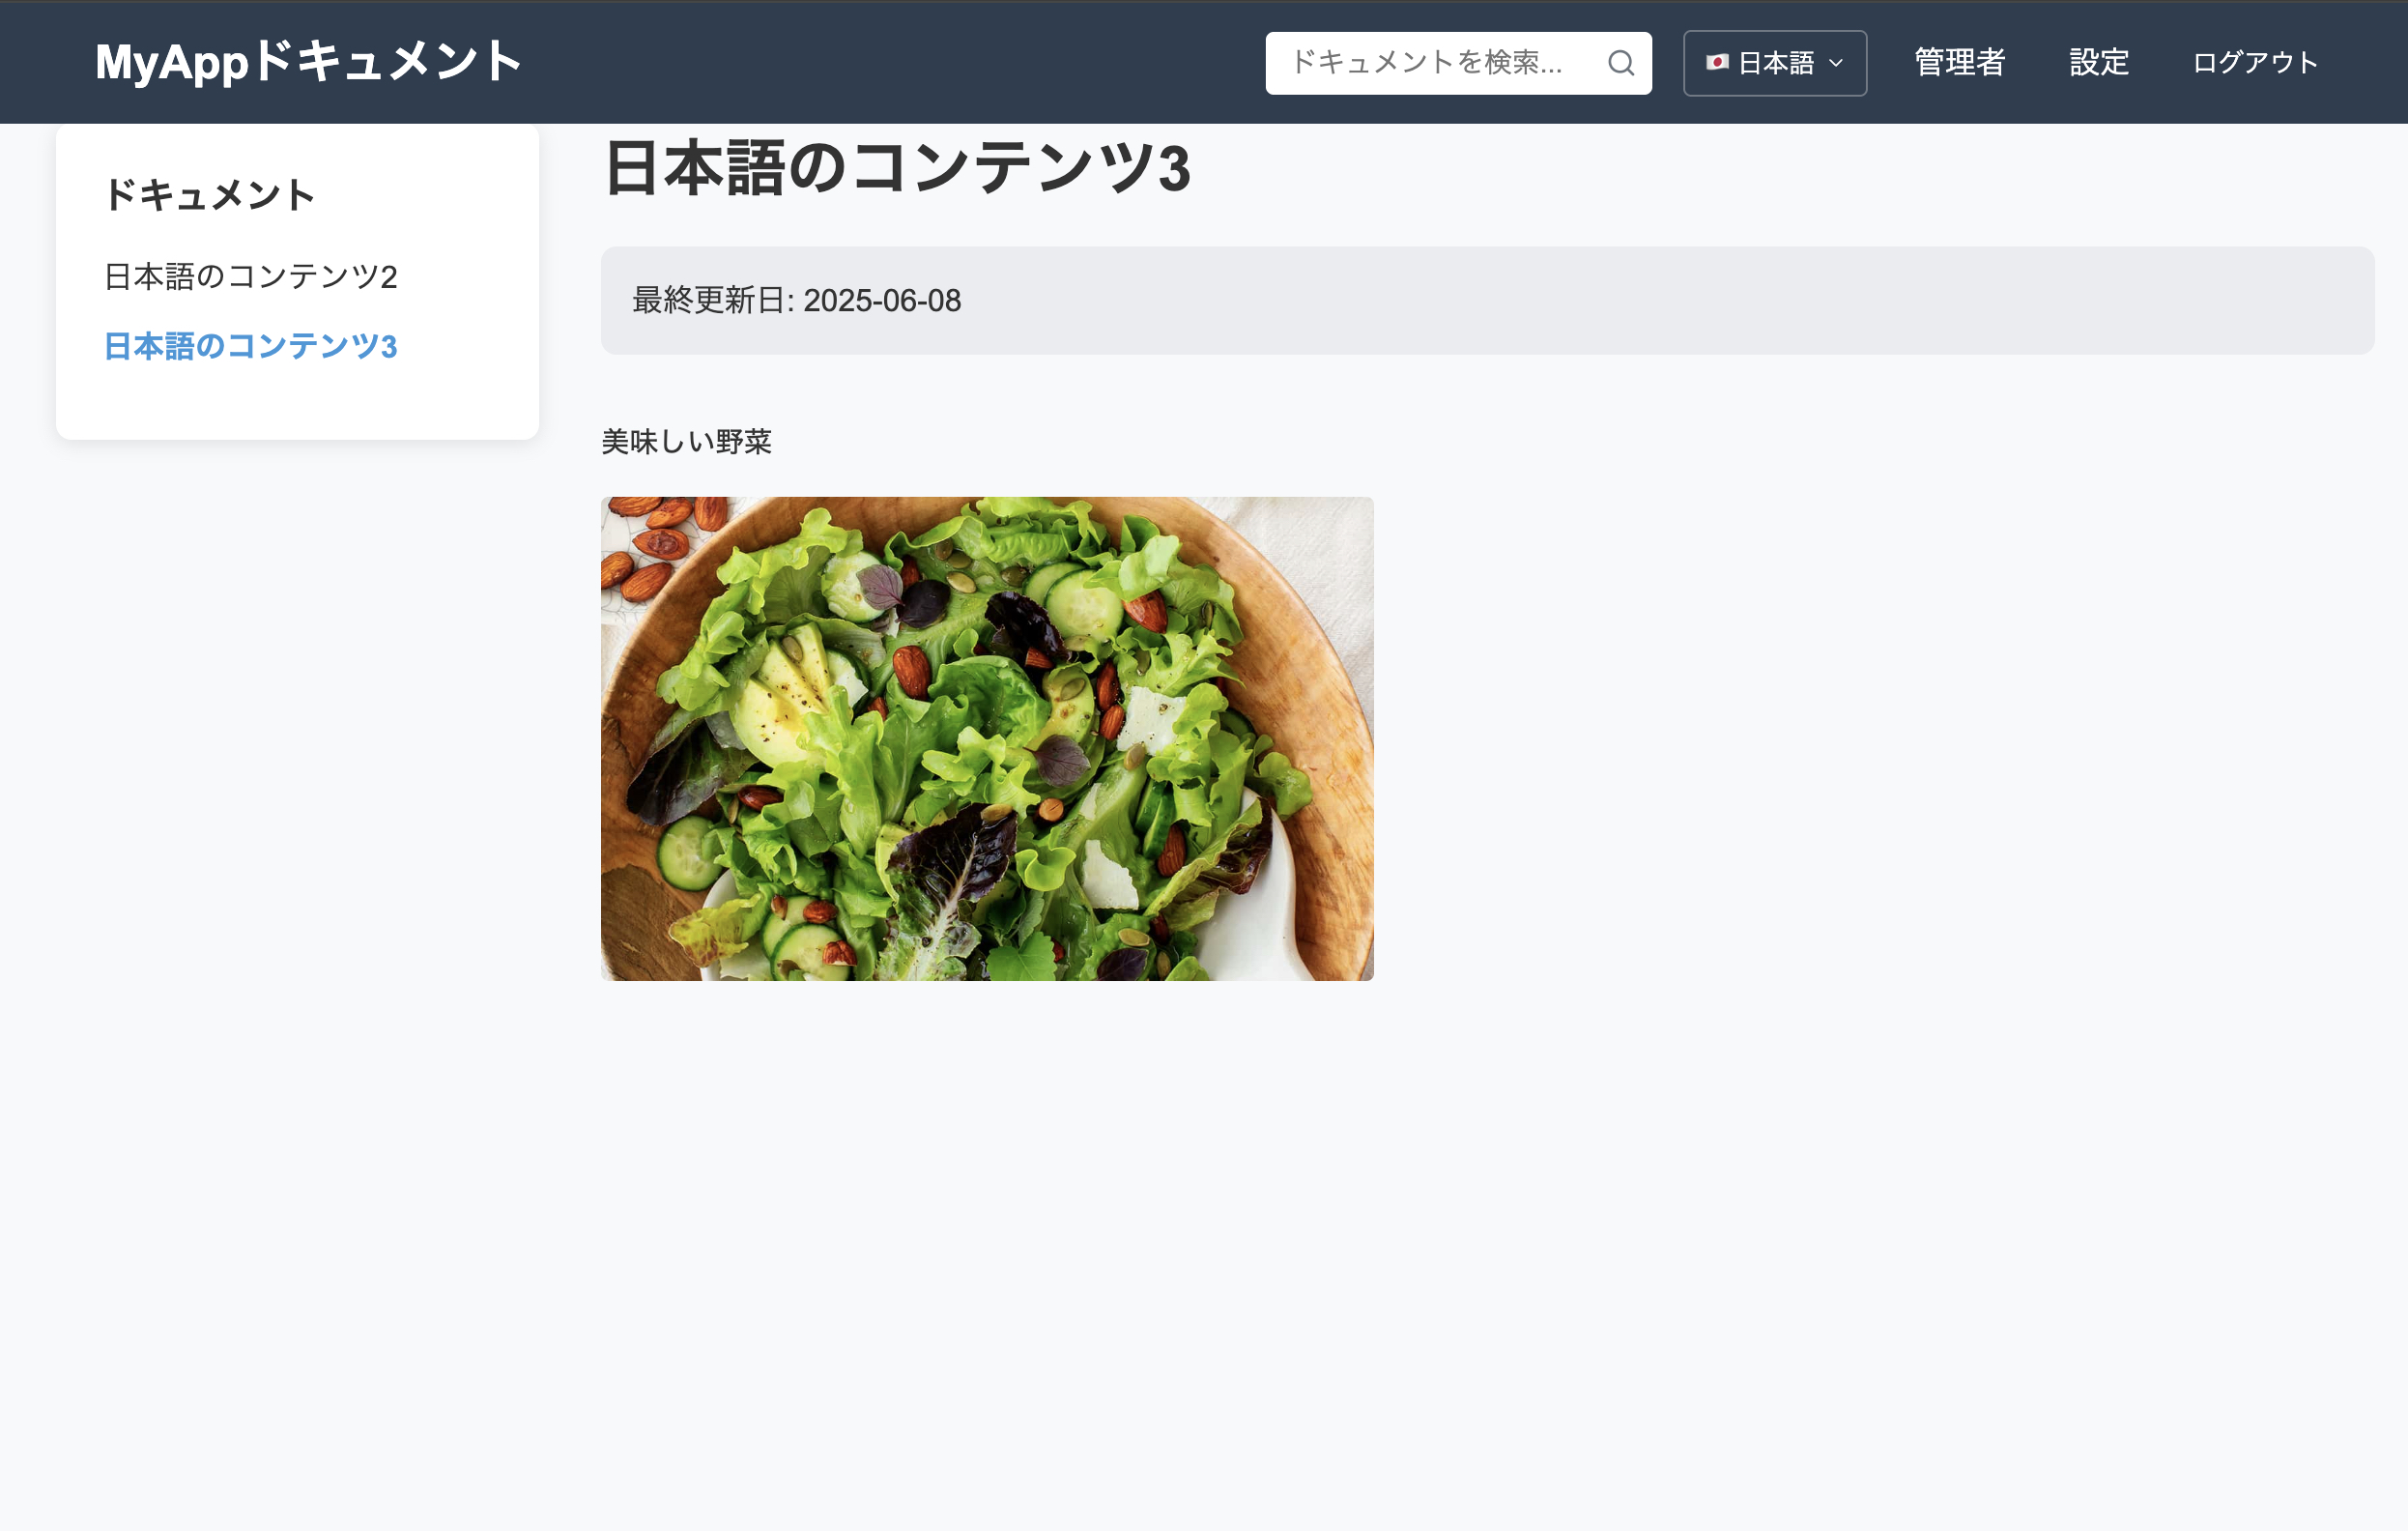 MyAppドキュメント
ドキュメントを検索...
日本語
管理者
設定
ログアウト
ドキュメント
日本語のコンテンツ2
日本語のコンテンツ3
日本語のコンテンツ3
最終更新日: 2025-06-08
美味しい野菜